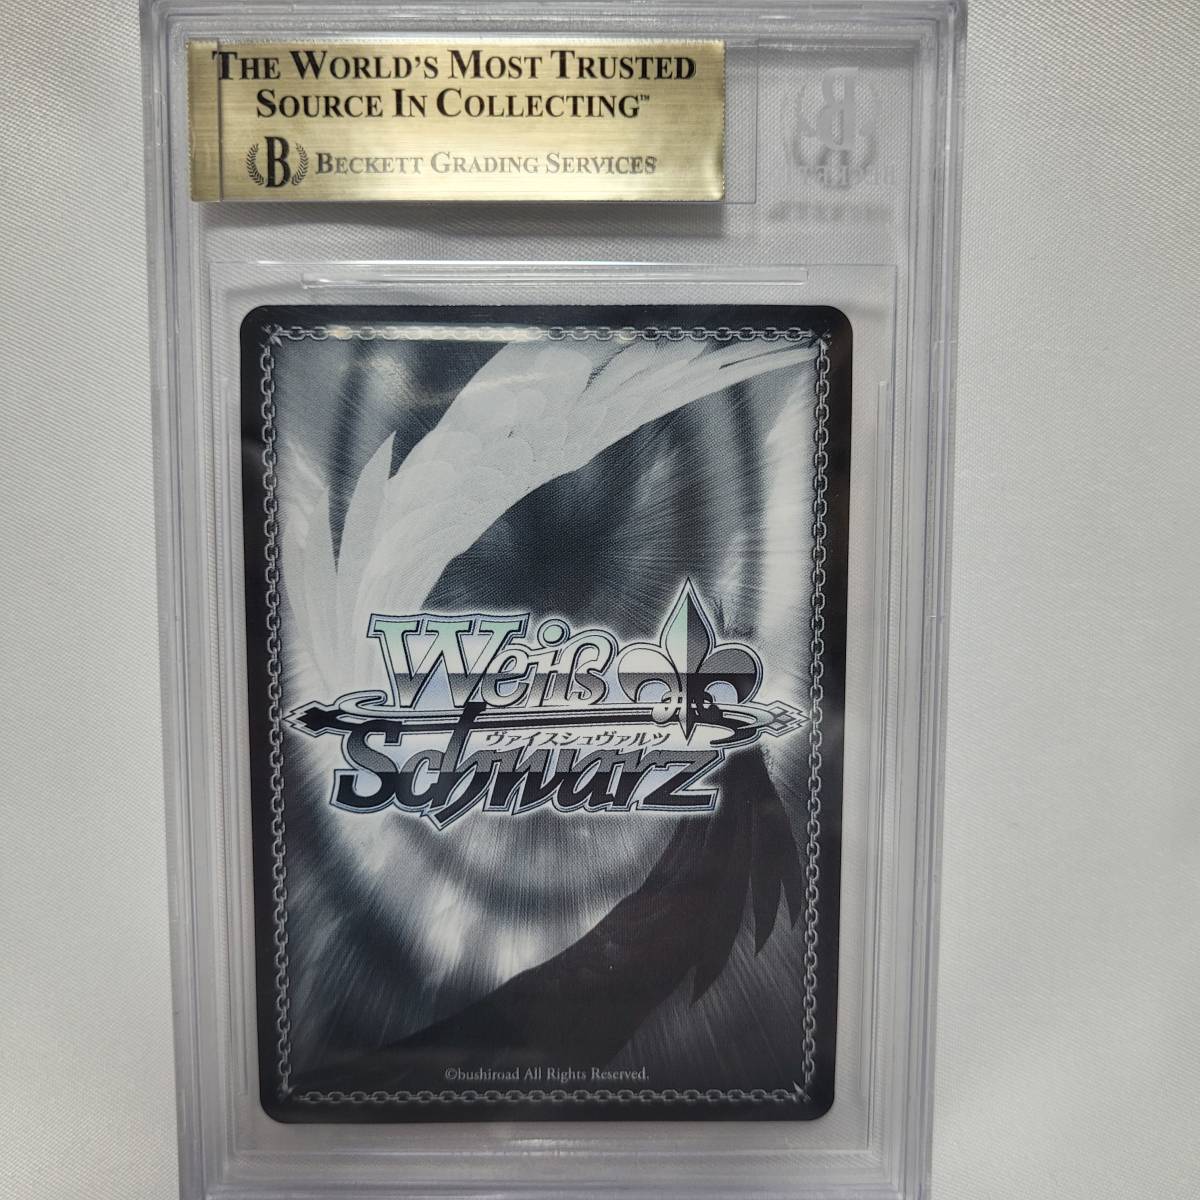 THE WORLD'S MOST TRUSTED
SOURCE IN COLLECTING™
B BECKETT GRADING SERVICES
B
BECKETT
Weiß
ヴァイスシュヴァルツ
Schwarz
©bushiroad All Rights Reserved.